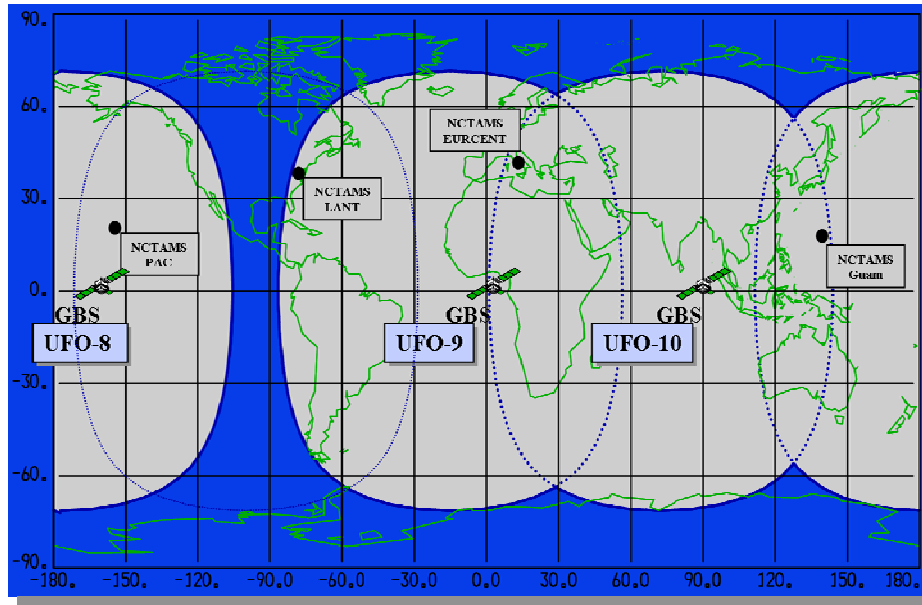 90.
60.
NCTAMS
EURCENT
NCTAMS
LANT
30.
NCTAMS
PAC
NCTAMS
Guam
0.
GBS
GBS
GBS
UFO-8
UFO-9
UFO-10
-30.
-60.
-90.
-180. -150. -120. -90.0 -60.0 -30.0 0.0 30.0 60.0 90.0 120. 150. 180.